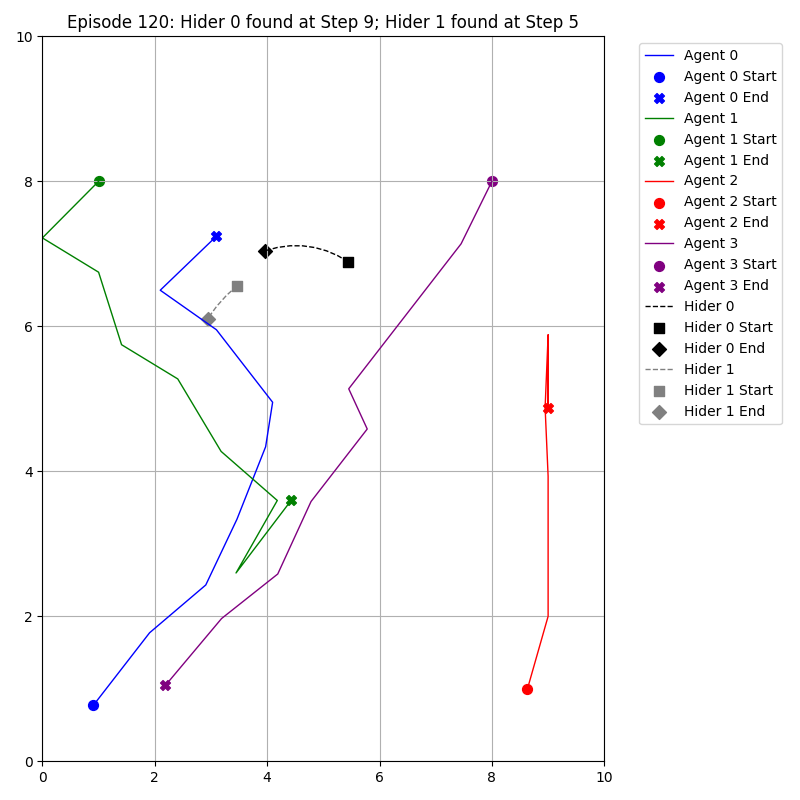 Episode 120: Hider 0 found at Step 9; Hider 1 found at Step 5
10
8
6
4
2
0
0 2 4 6 8 10
Agent 0
Agent 0 Start
Agent 0 End
Agent 1
Agent 1 Start
Agent 1 End
Agent 2
Agent 2 Start
Agent 2 End
Agent 3
Agent 3 Start
Agent 3 End
Hider 0
Hider 0 Start
Hider 0 End
Hider 1
Hider 1 Start
Hider 1 End